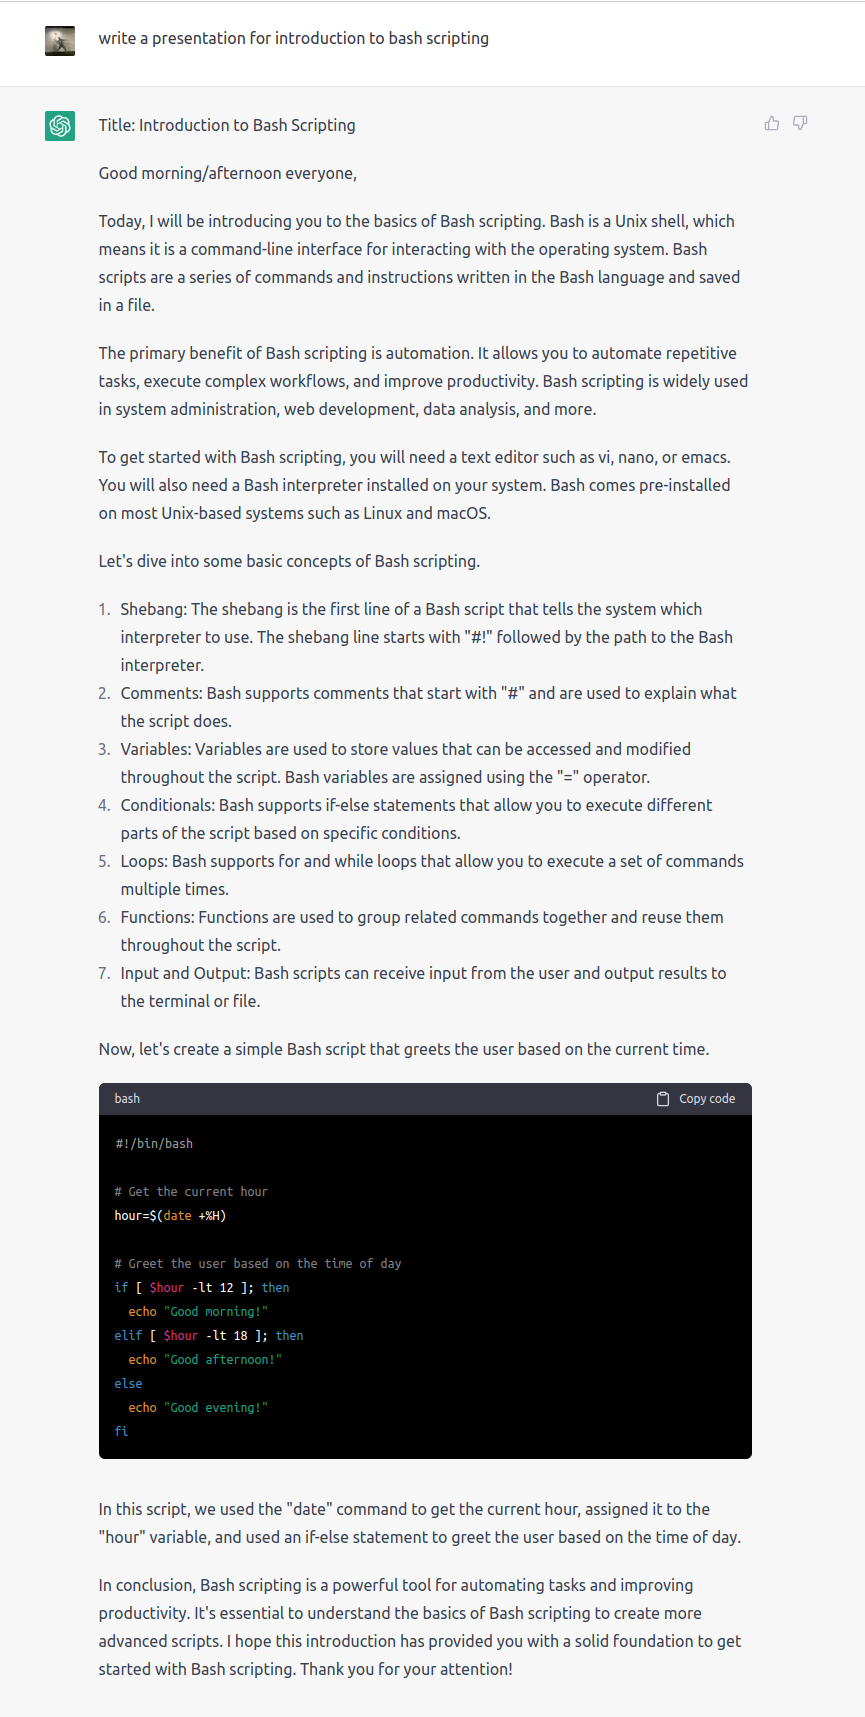 write a presentation for introduction to bash scripting
Title: Introduction to Bash Scripting
Good morning/afternoon everyone,
Today, I will be introducing you to the basics of Bash scripting. Bash is a Unix shell, which
means it is a command-line interface for interacting with the operating system. Bash
scripts are a series of commands and instructions written in the Bash language and saved
in a file.
The primary benefit of Bash scripting is automation. It allows you to automate repetitive
tasks, execute complex workflows, and improve productivity. Bash scripting is widely used
in system administration, web development, data analysis, and more.
To get started with Bash scripting, you will need a text editor such as vi, nano, or emacs.
You will also need a Bash interpreter installed on your system. Bash comes pre-installed
on most Unix-based systems such as Linux and macOS.
Let's dive into some basic concepts of Bash scripting.
1. Shebang: The shebang is the first line of a Bash script that tells the system which
interpreter to use. The shebang line starts with "#!" followed by the path to the Bash
interpreter.
2. Comments: Bash supports comments that start with "#" and are used to explain what
the script does.
3. Variables: Variables are used to store values that can be accessed and modified
throughout the script. Bash variables are assigned using the "=" operator.
4. Conditionals: Bash supports if-else statements that allow you to execute different
parts of the script based on specific conditions.
5. Loops: Bash supports for and while loops that allow you to execute a set of commands
multiple times.
6. Functions: Functions are used to group related commands together and reuse them
throughout the script.
7. Input and Output: Bash scripts can receive input from the user and output results to
the terminal or file.
Now, let's create a simple Bash script that greets the user based on the current time.
bash Copy code
#!/bin/bash
# Get the current hour
hour=$(date +%H)
# Greet the user based on the time of day
if [ $hour -lt 12 ]; then
  echo "Good morning!"
elif [ $hour -lt 18 ]; then
  echo "Good afternoon!"
else
  echo "Good evening!"
fi
In this script, we used the "date" command to get the current hour, assigned it to the
"hour" variable, and used an if-else statement to greet the user based on the time of day.
In conclusion, Bash scripting is a powerful tool for automating tasks and improving
productivity. It's essential to understand the basics of Bash scripting to create more
advanced scripts. I hope this introduction has provided you with a solid foundation to get
started with Bash scripting. Thank you for your attention!